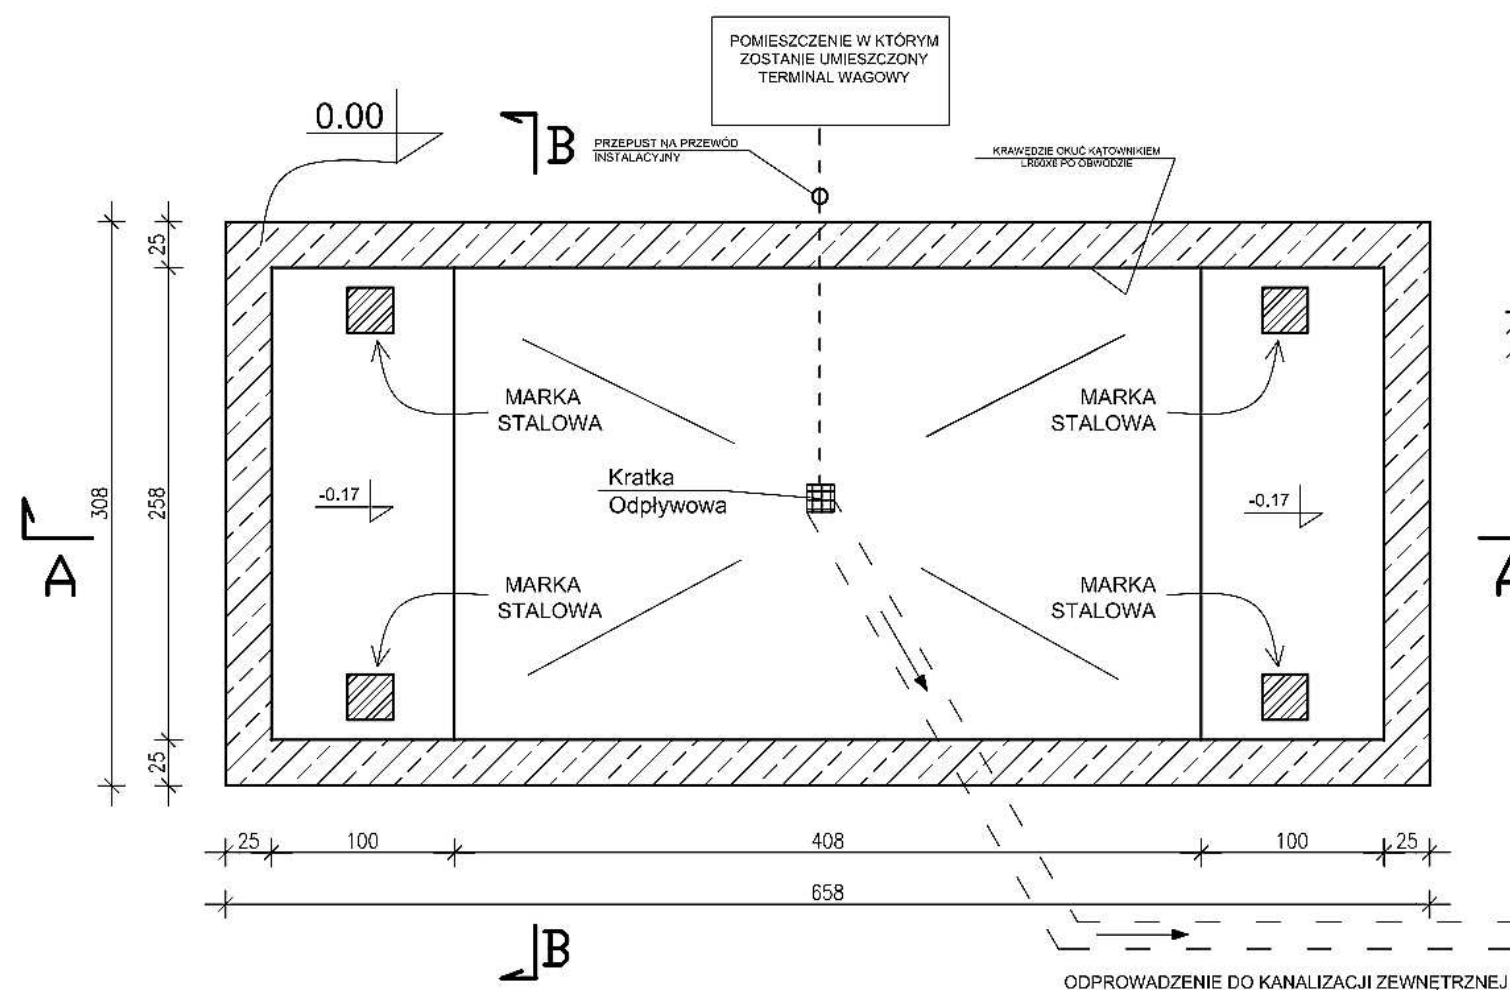 POMIESZCZENIE W KTÓRYM
ZOSTANIE UMIESZCZONY
TERMINAL WAGOWY
0.00
B
PRZEPUST NA PRZEWÓD
INSTALACYJNY
KRAWĘDZIE OKUĆ KĄTOWNIKIEM
LR60X6 PO OBWODZIE
25
258
25
308
MARKA
STALOWA
MARKA
STALOWA
Kratka
Odpływowa
-0.17
-0.17
A
A
MARKA
STALOWA
MARKA
STALOWA
25
100
408
100
25
658
B
ODPROWADZENIE DO KANALIZACJI ZEWNĘTRZNEJ